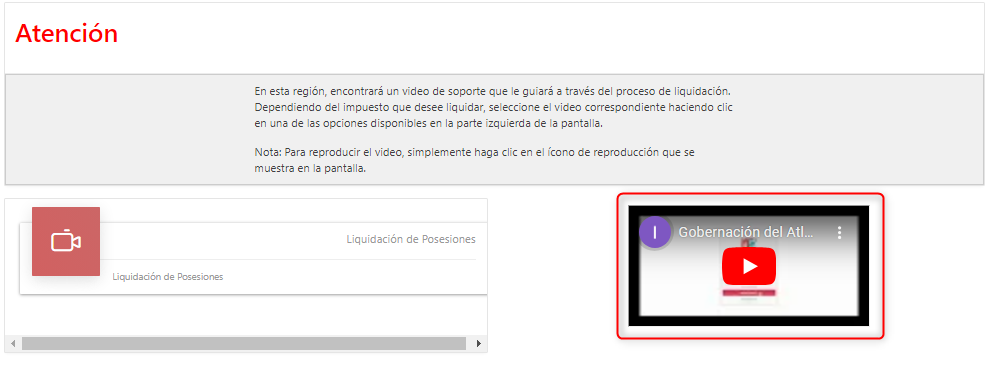 Atención
En esta región, encontrará un video de soporte que le guiará a través del proceso de liquidación.
Dependiendo del impuesto que desee liquidar, seleccione el video correspondiente haciendo clic
en una de las opciones disponibles en la parte izquierda de la pantalla.
Nota: Para reproducir el video, simplemente haga clic en el ícono de reproducción que se
muestra en la pantalla.
Liquidación de Posesiones
Liquidación de Posesiones
I Gobernación del Atl...